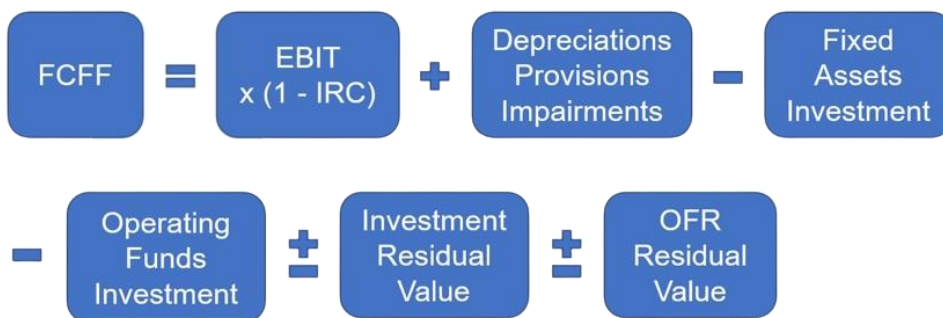 FCFF = EBIT + Depreciations - Fixed
x (1 - IRC) Provisions Assets
Impairments Investment
- Operating ± Investment ± OFR
Funds Residual Residual
Investment Value Value